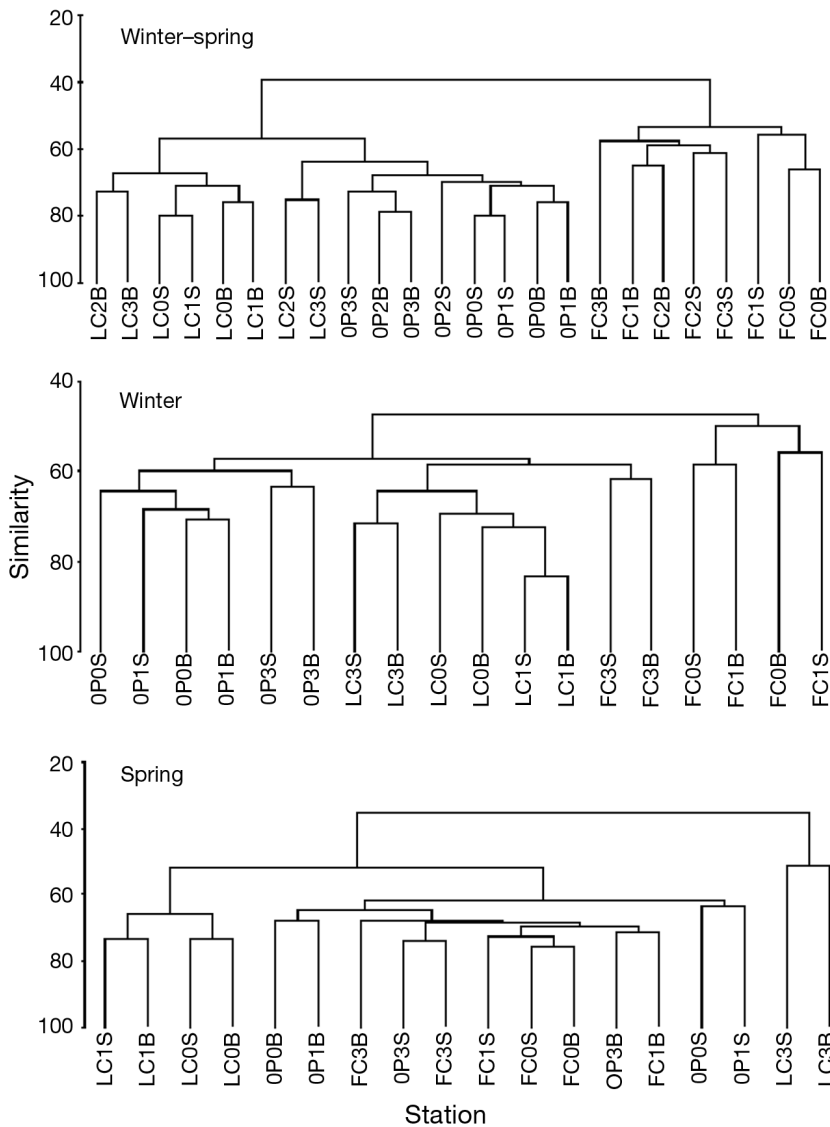 20
Winter–spring
40
60
80
100
LC2B LC3B LC0S LC1S LC0B LC1B LC2S LC3S 0P3S 0P2B 0P3B 0P2S 0P0S 0P1S 0P0B 0P1B FC3B FC1B FC2B FC2S FC3S FC1S FC0S FC0B
40
Winter
60
Similarity
80
100
0P0S 0P1S 0P0B 0P1B 0P3S 0P3B LC3S LC3B LC0S LC0B LC1S LC1B FC3S FC3B FC0S FC1B FC0B FC1S
20
Spring
40
60
80
100
LC1S LC1B LC0S LC0B 0P0B 0P1B FC3B 0P3S FC3S FC1S FC0S FC0B OP3B FC1B 0P0S 0P1S LC3S LC3B
Station